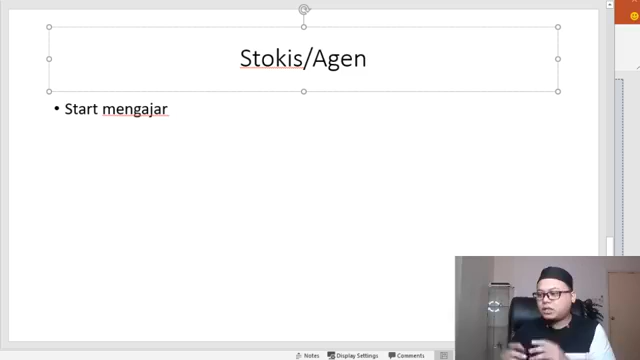 Stokis/Agen
• Start mengajar
Notes
Display Settings
Comments